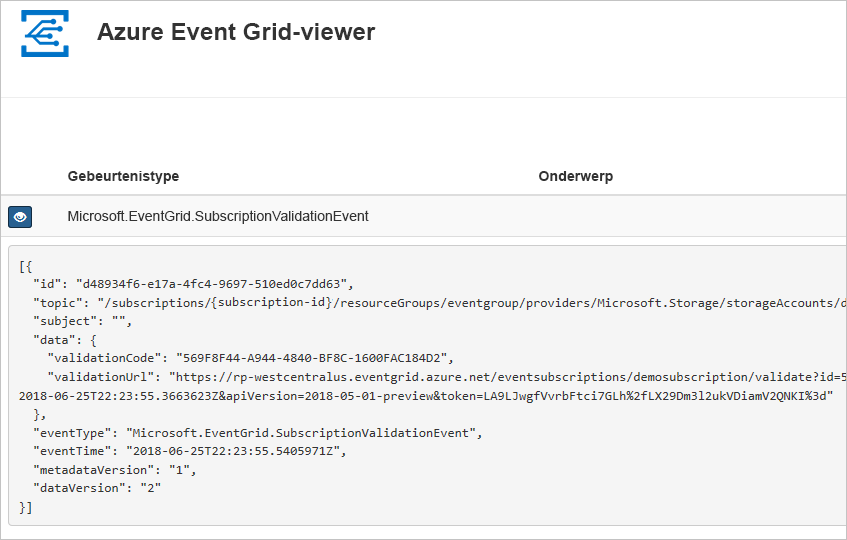 Azure Event Grid-viewer
Gebeurtenistype Onderwerp
Microsoft.EventGrid.SubscriptionValidationEvent
[{
"id": "d48934f6-e17a-4fc4-9697-510ed0c7dd63",
"topic": "/subscriptions/{subscription-id}/resourceGroups/eventgroup/providers/Microsoft.Storage/storageAccounts/d
"subject": "",
"data": {
"validationCode": "569F8F44-A944-4840-BF8C-1600FAC184D2",
"validationUrl": "https://rp-westcentralus.eventgrid.azure.net/eventsubscriptions/demosubscription/validate?id=5
2018-06-25T22:23:55.3663623Z&apiVersion=2018-05-01-preview&token=LA9LJwgfVvrbFtci7GLh%2fLX29Dm3l2ukVDiamV2QNKI%3d"
},
"eventType": "Microsoft.EventGrid.SubscriptionValidationEvent",
"eventTime": "2018-06-25T22:23:55.5405971Z",
"metadataVersion": "1",
"dataVersion": "2"
}]